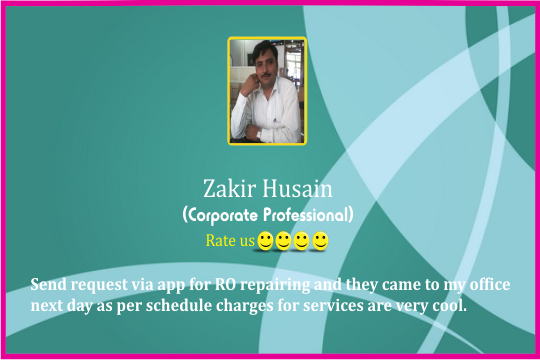 Zakir Husain
(Corporate Professional)
Rate us
Send request via app for RO repairing and they came to my office
next day as per schedule charges for services are very cool.